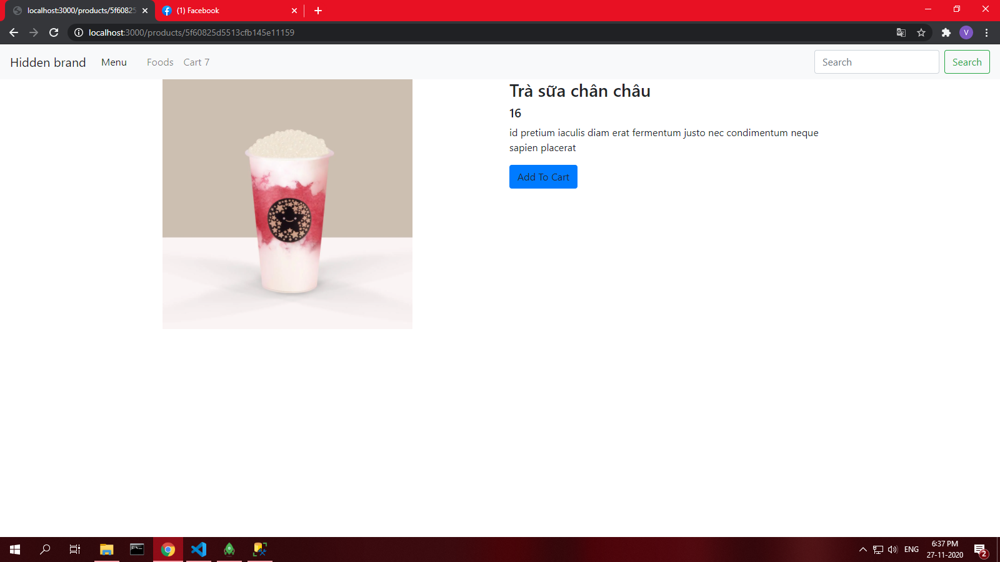 localhost:3000/products/5f60825
(1) Facebook
localhost:3000/products/5f60825d5513cfb145e11159
V
Hidden brand
Menu
Foods
Cart 7
Search
Search
Trà sữa chân châu
16
id pretium iaculis diam erat fermentum justo nec condimentum neque
sapien placerat
Add To Cart
ENG
6:37 PM
27-11-2020
2